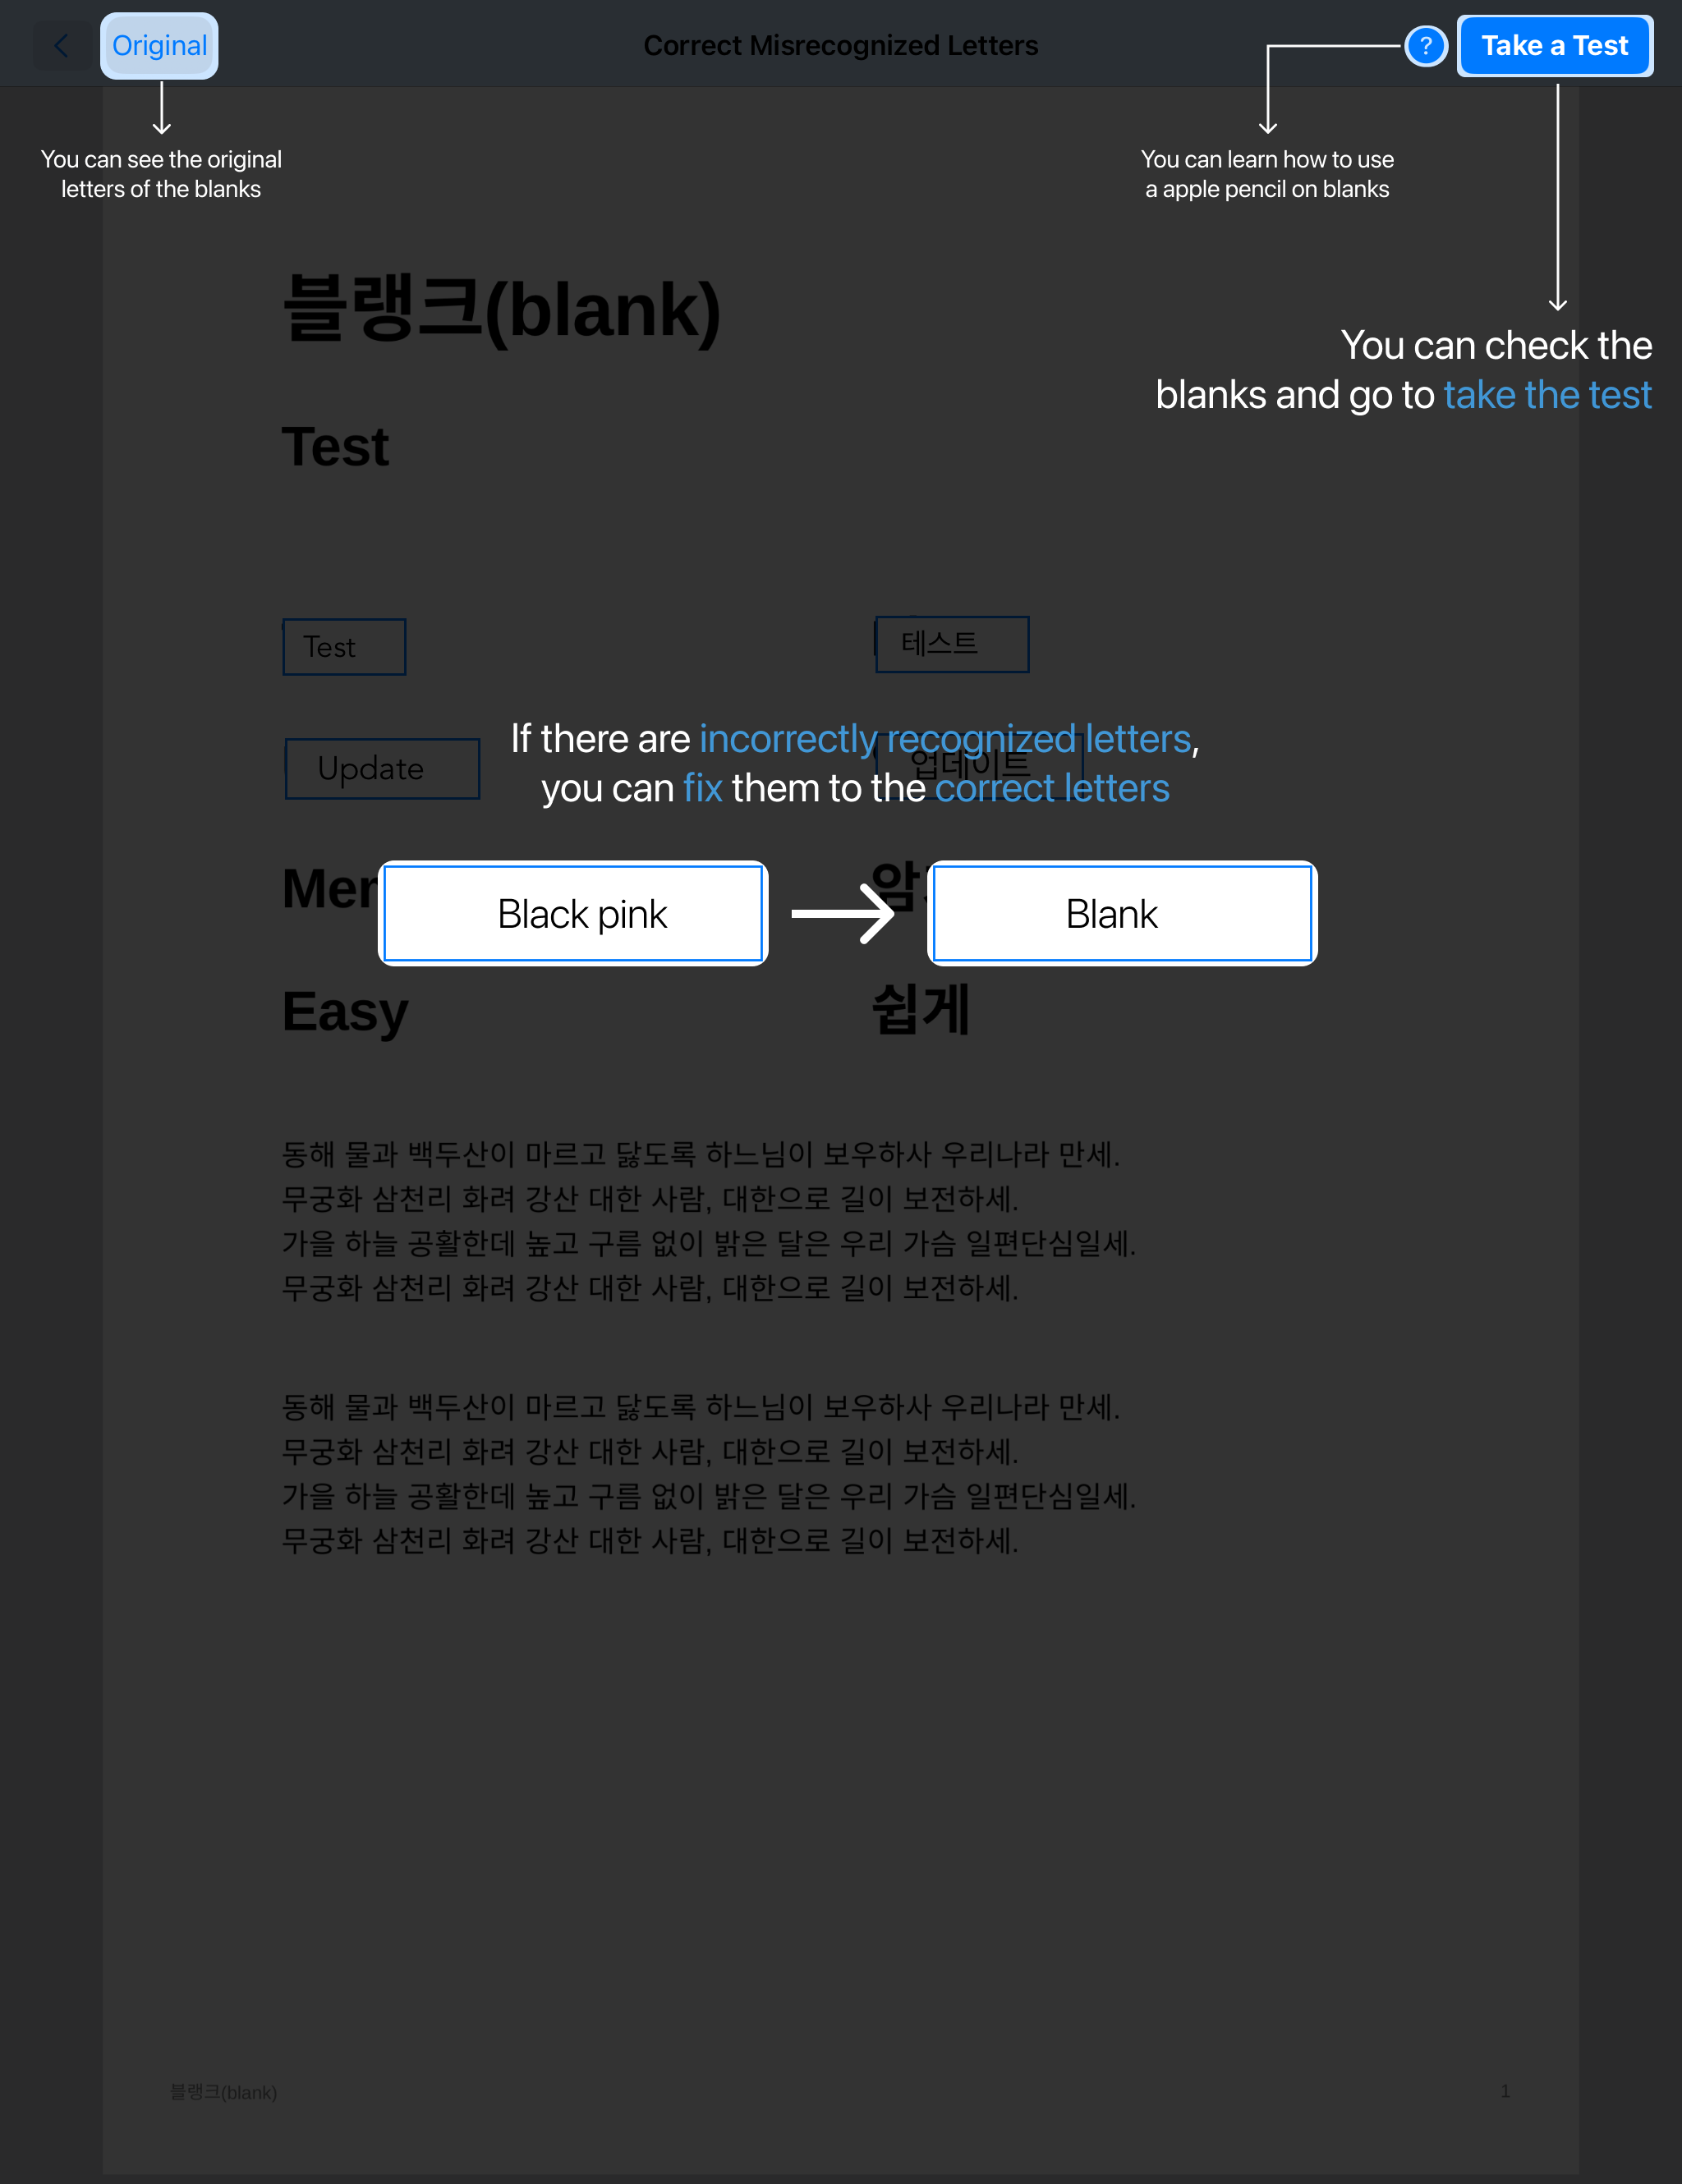 Original
Correct Misrecognized Letters
?
Take a Test
You can see the original
letters of the blanks
You can learn how to use
a apple pencil on blanks
You can check the
blanks and go to take the test
블랭크(blank)
Test
Test
테스트
Update
업데이트
If there are incorrectly recognized letters,
you can fix them to the correct letters
Black pink
Blank
Easy
쉽게
동해 물과 백두산이 마르고 닳도록 하느님이 보우하사 우리나라 만세.
무궁화 삼천리 화려 강산 대한 사람, 대한으로 길이 보전하세.
가을 하늘 공활한데 높고 구름 없이 밝은 달은 우리 가슴 일편단심일세.
무궁화 삼천리 화려 강산 대한 사람, 대한으로 길이 보전하세.
동해 물과 백두산이 마르고 닳도록 하느님이 보우하사 우리나라 만세.
무궁화 삼천리 화려 강산 대한 사람, 대한으로 길이 보전하세.
가을 하늘 공활한데 높고 구름 없이 밝은 달은 우리 가슴 일편단심일세.
무궁화 삼천리 화려 강산 대한 사람, 대한으로 길이 보전하세.
블랭크(blank)
1